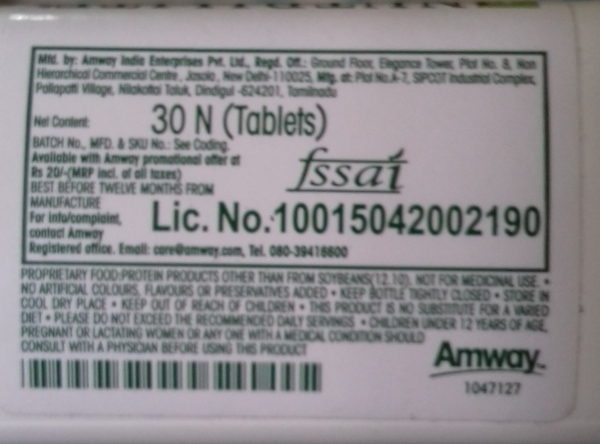 Mfd. by: Amway India Enterprises Pvt. Ltd., Regd. Off.: Ground Floor, Elegance Tower, Plot No. 8, Non
Hierarchical Commercial Centre, Jasola, New Delhi-110025, Mfg. at: Plot No.A-7, SIPCOT Industrial Complex,
Pallapatti Village, Nilakottai Taluk, Dindigul -624201, Tamilnadu
Net Content: 30 N (Tablets)
BATCH No., MFD. & SKU No.: See Coding.
Available with Amway promotional offer at
Rs 20/-(MRP incl. of all taxes)
fssai
BEST BEFORE TWELVE MONTHS FROM
MANUFACTURE
For info/complaint,
contact Amway
Lic. No.10015042002190
Registered office. Email: care@amway.com, Tel. 080-39416600
PROPRIETARY FOOD:PROTEIN PRODUCTS OTHER THAN FROM SOYBEANS(12.10). NOT FOR MEDICINAL USE. •
NO ARTIFICIAL COLOURS, FLAVOURS OR PRESERVATIVES ADDED • KEEP BOTTLE TIGHTLY CLOSED • STORE IN
COOL DRY PLACE • KEEP OUT OF REACH OF CHILDREN • THIS PRODUCT IS NO SUBSTITUTE FOR A VARIED
DIET • PLEASE DO NOT EXCEED THE RECOMMENDED DAILY SERVINGS • CHILDREN UNDER 12 YEARS OF AGE,
PREGNANT OR LACTATING WOMEN OR ANY ONE WITH A MEDICAL CONDITION SHOULD
CONSULT WITH A PHYSICIAN BEFORE USING THIS PRODUCT
Amway
1047127